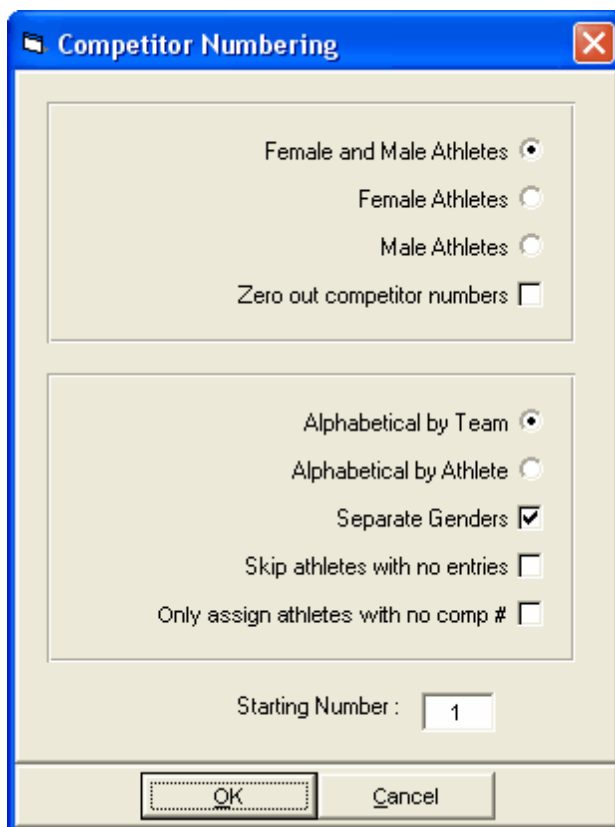 Competitor Numbering
Female and Male Athletes
Female Athletes
Male Athletes
Zero out competitor numbers
Alphabetical by Team
Alphabetical by Athlete
Separate Genders
Skip athletes with no entries
Only assign athletes with no comp #
Starting Number : 1
OK Cancel